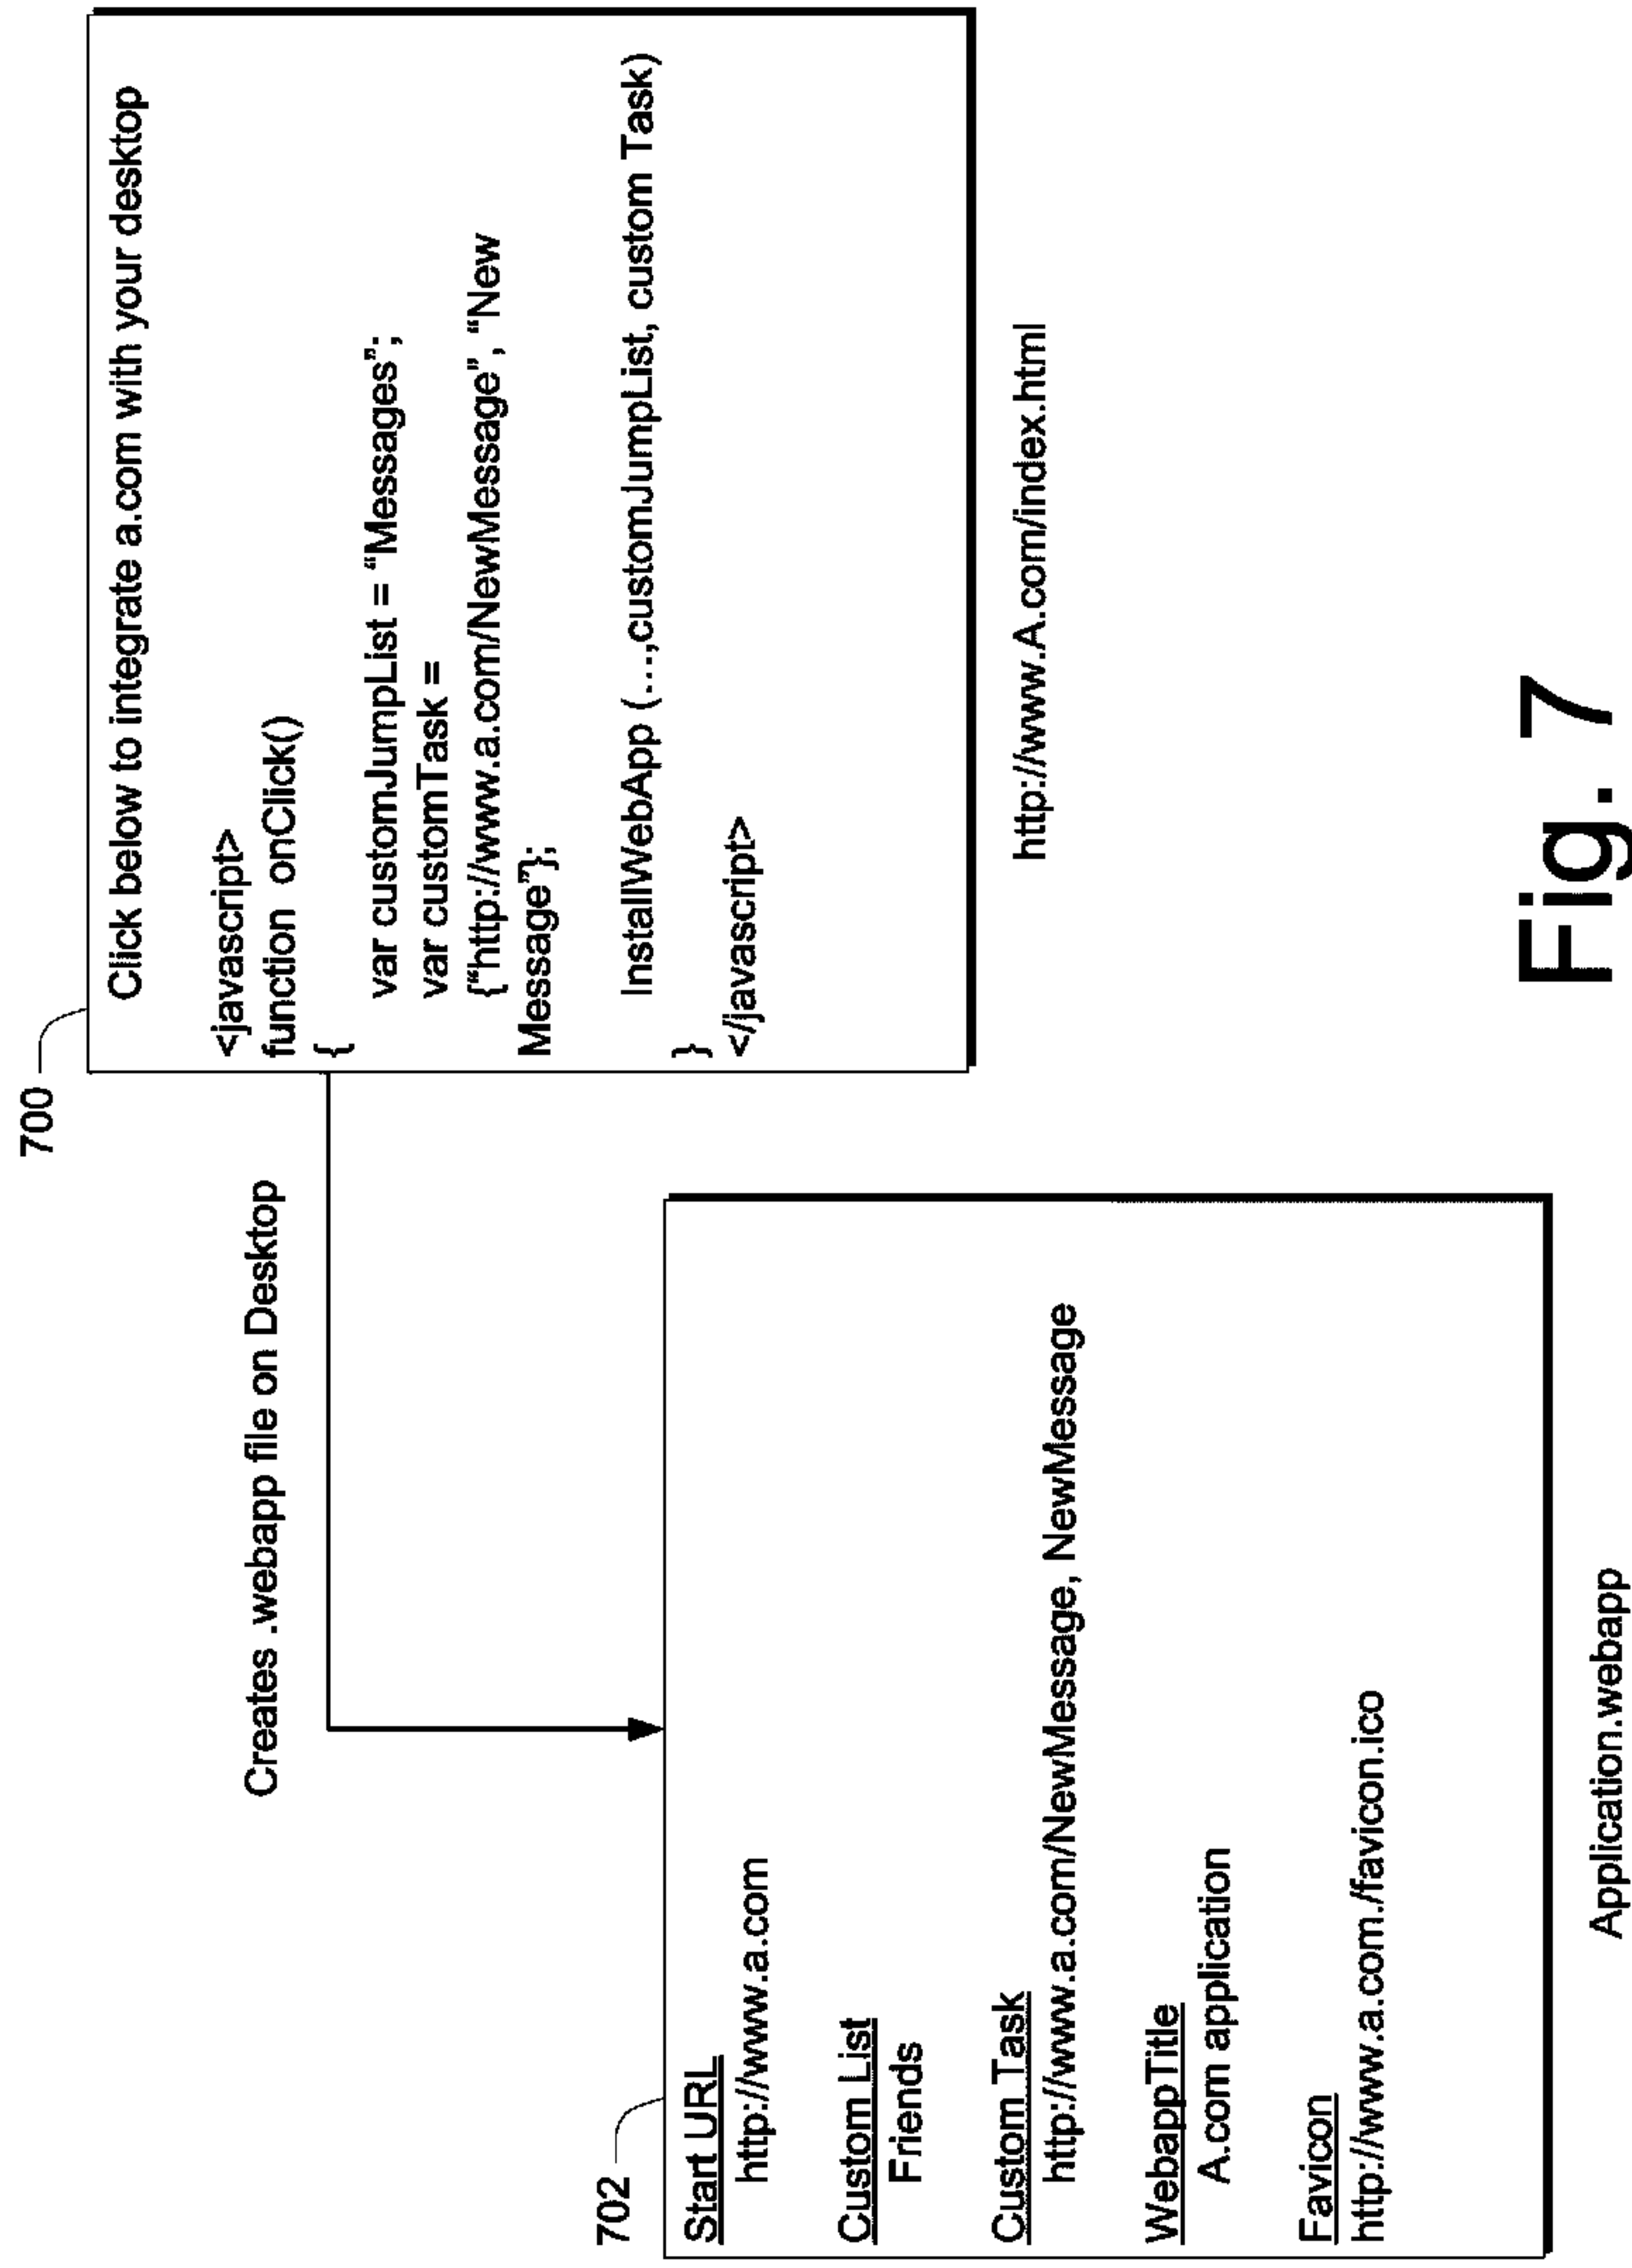 700
Click below to integrate a.com with your desktop
<javascript>
function onClick()
{
var customJumpList = “Messages”;
var customTask =
{“http://www.a.com/NewMessage”, “New
Message”};
InstallWebApp (...,customJumpList, custom Task)
}
</javascript>
http://www.A.com/index.html
Creates .webapp file on Desktop
702
Start URL
http://www.a.com
Custom List
Friends
Custom Task
http://www.a.com/NewMessage, NewMessage
WebappTitle
A.com application
Favicon
http://www.a.com./favicon.ico
Application.webapp
Fig. 7